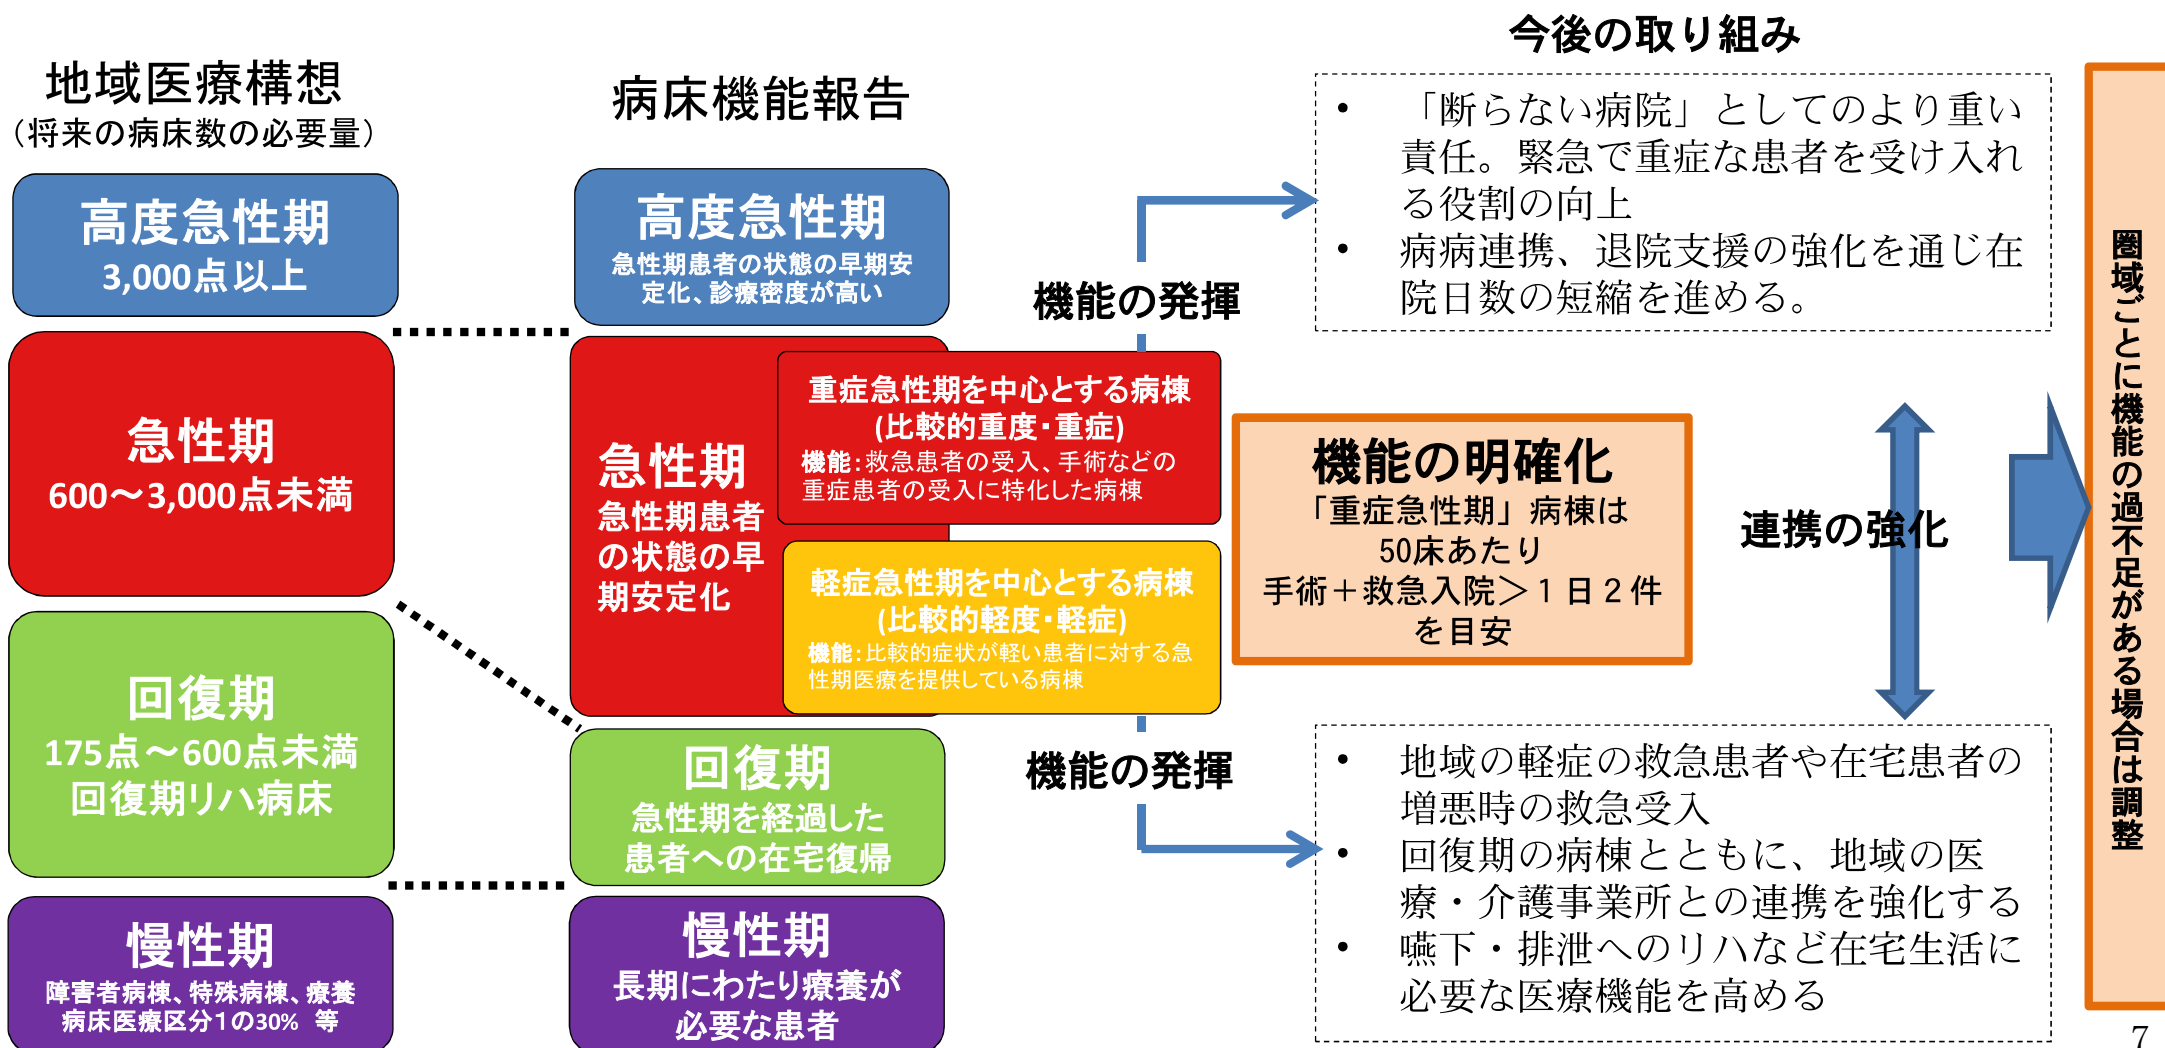 今後の取り組み
地域医療構想
（将来の病床数の必要量）
病床機能報告
高度急性期
3,000点以上
急性期
600～3,000点未満
回復期
175点～600点未満
回復期リハ病床
慢性期
障害者病棟、特殊病棟、療養
病床医療区分1の30% 等
高度急性期
急性期患者の状態の早期安
定化、診療密度が高い
急性期
急性期患者
の状態の早
期安定化
重症急性期を中心とする病棟
(比較的重度・重症)
機能：救急患者の受入、手術などの
重症患者の受入に特化した病棟
軽症急性期を中心とする病棟
(比較的軽度・軽症)
機能：比較的症状が軽い患者に対する急
性期医療を提供している病棟
回復期
急性期を経過した
患者への在宅復帰
慢性期
長期にわたり療養が
必要な患者
機能の発揮
機能の発揮
• 「断らない病院」としてのより重い
責任。緊急で重症な患者を受け入れ
る役割の向上
• 病病連携、退院支援の強化を通じ在
院日数の短縮を進める。
機能の明確化
「重症急性期」病棟は
50床あたり
手術＋救急入院＞１日２件
を目安
連携の強化
• 地域の軽症の救急患者や在宅患者の
増悪時の救急受入
• 回復期の病棟とともに、地域の医
療・介護事業所との連携を強化する
• 嚥下・排泄へのリハなど在宅生活に
必要な医療機能を高める
圏域ごとに機能の過不足がある場合は調整
7